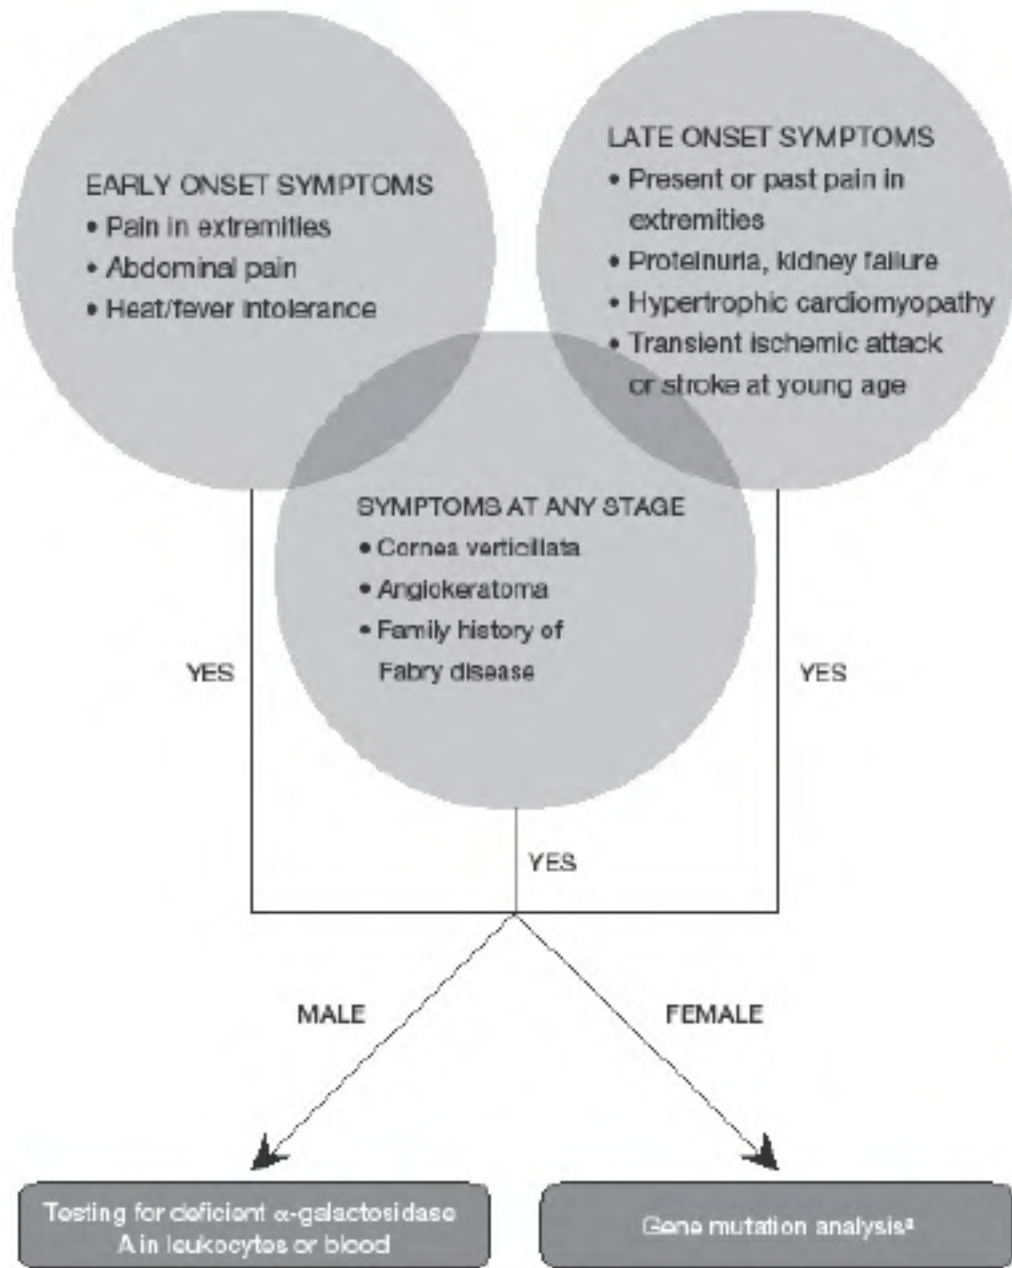 EARLY ONSET SYMPTOMS
• Pain in extremities
• Abdominal pain
• Heat/fever intolerance
LATE ONSET SYMPTOMS
• Present or past pain in
extremities
• Proteinuria, kidney failure
• Hypertrophic cardiomyopathy
• Transient ischemic attack
or stroke at young age
SYMPTOMS AT ANY STAGE
• Cornea verticillata
• Angiokeratoma
• Family history of
Fabry disease
YES
YES
YES
MALE
FEMALE
Testing for deficient α-galactosidase
A in leukocytes or blood
Gene mutation analysisª